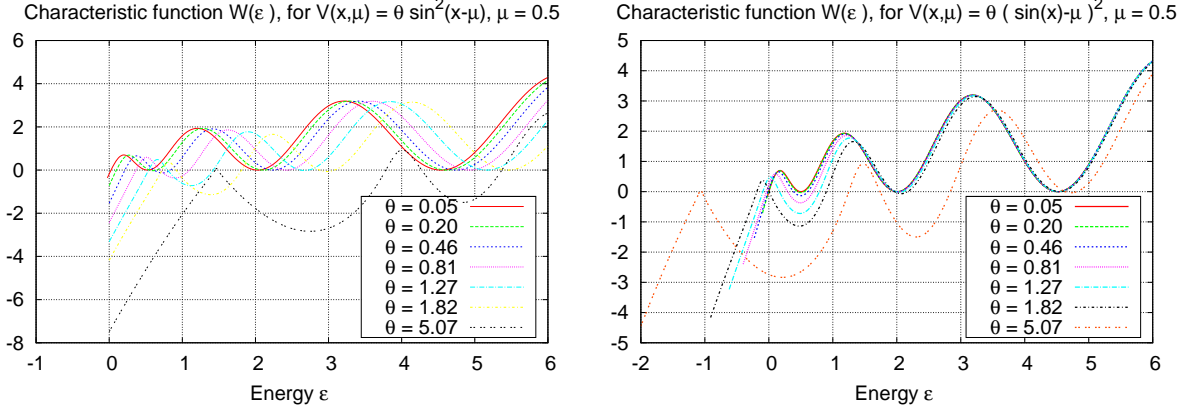 Characteristic function W(ε ), for V(x,μ) = θ sin²(x-μ), μ = 0.5
6
4
2
0
-2
-4
-6
-8
-1
0
1
2
3
4
5
6
Energy ε
θ = 0.05
θ = 0.20
θ = 0.46
θ = 0.81
θ = 1.27
θ = 1.82
θ = 5.07
Characteristic function W(ε ), for V(x,μ) = θ ( sin(x)-μ )², μ = 0.5
5
4
3
2
1
0
-1
-2
-3
-4
-5
-2
-1
0
1
2
3
4
5
6
Energy ε
θ = 0.05
θ = 0.20
θ = 0.46
θ = 0.81
θ = 1.27
θ = 1.82
θ = 5.07